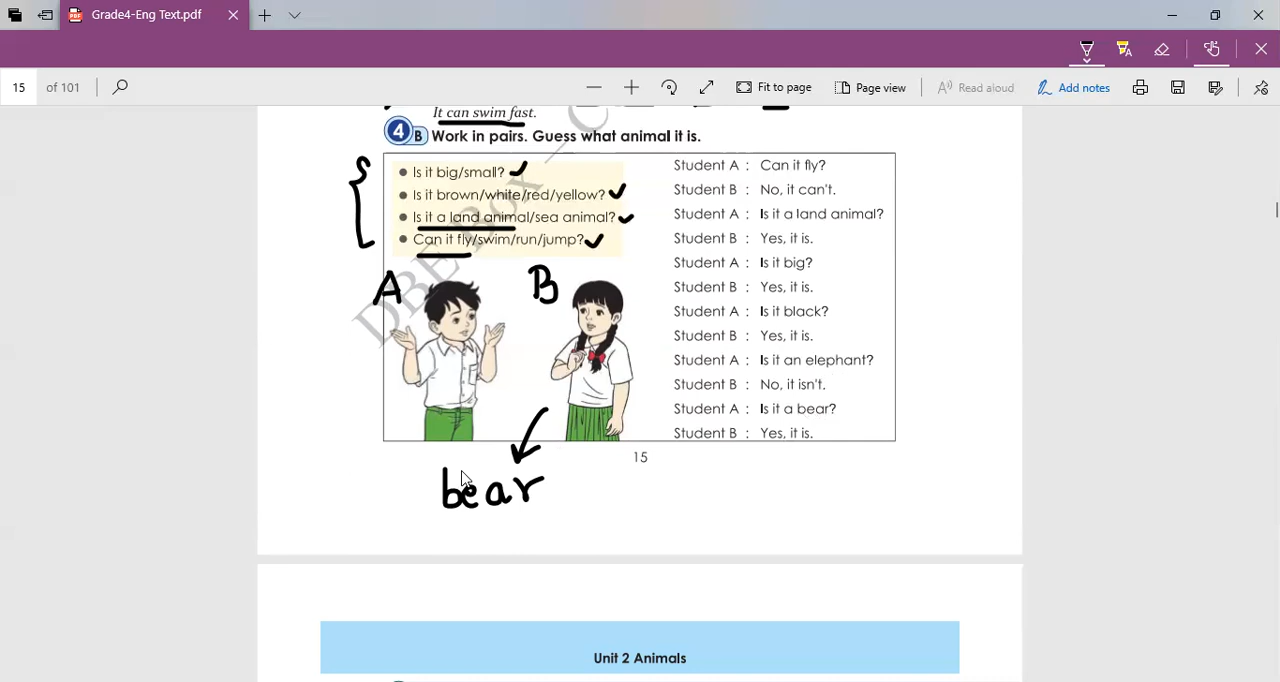 Grade4-Eng Text.pdf
15 of 101
Fit to page
Page view
Read aloud
Add notes
It can swim fast.
4 B Work in pairs. Guess what animal it is.
• Is it big/small?
• Is it brown/white/red/yellow?
• Is it a land animal/sea animal?
• Can it fly/swim/run/jump?
A
B
Student A : Can it fly?
Student B : No, it can't.
Student A : Is it a land animal?
Student B : Yes, it is.
Student A : Is it big?
Student B : Yes, it is.
Student A : Is it black?
Student B : Yes, it is.
Student A : Is it an elephant?
Student B : No, it isn't.
Student A : Is it a bear?
Student B : Yes, it is.
DBE Box – C
15
bear
Unit 2 Animals